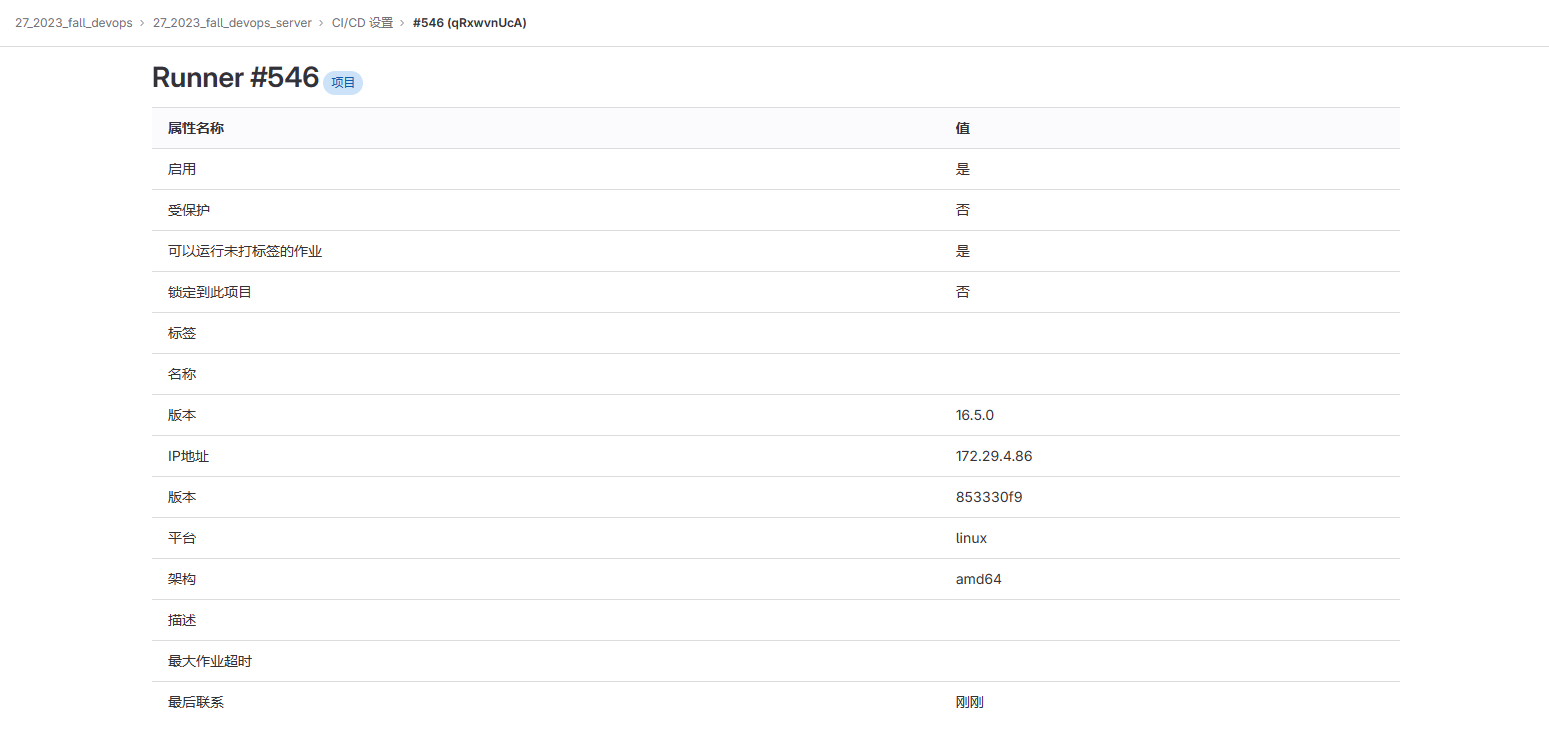 27_2023_fall_devops › 27_2023_fall_devops_server › CI/CD 设置 › #546 (qRxwvnUcA)
Runner #546 项目
属性名称 值
启用 是
受保护 否
可以运行未打标签的作业 是
锁定到此项目 否
标签
名称
版本 16.5.0
IP地址 172.29.4.86
版本 853330f9
平台 linux
架构 amd64
描述
最大作业超时
最后联系 刚刚